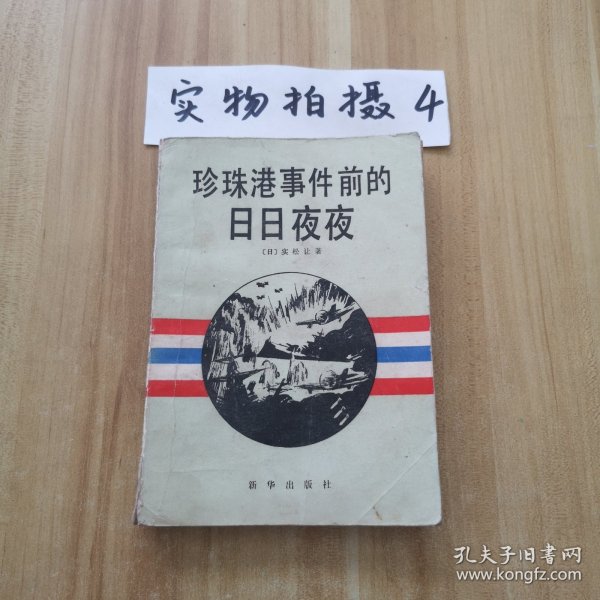 实物拍摄4
珍珠港事件前的
日日夜夜
〔日〕实松让著
新华出版社
孔夫子旧书网
www.kongfz.com